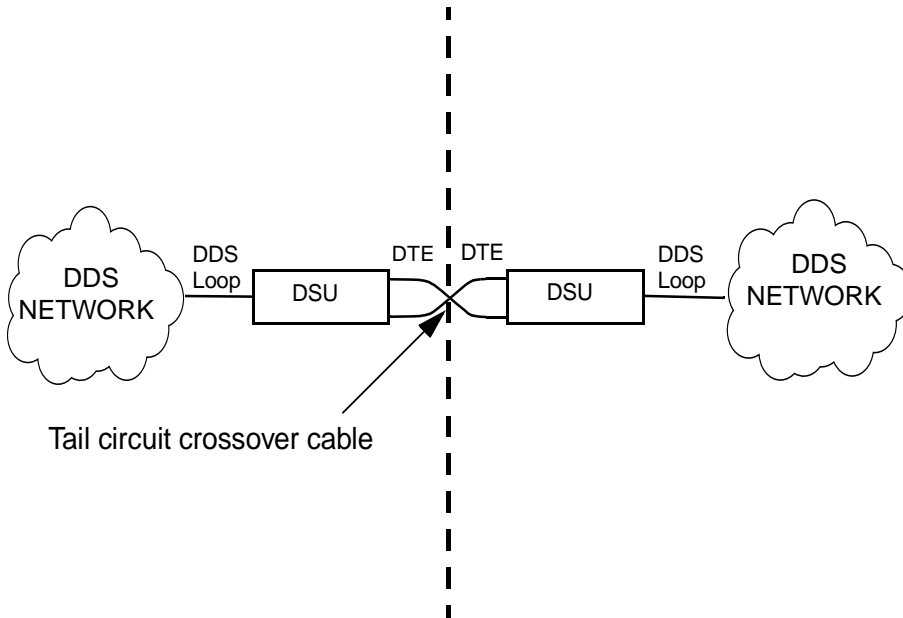 DDS
NETWORK
DDS
Loop
DSU
DTE
DTE
DSU
DDS
Loop
DDS
NETWORK
Tail circuit crossover cable